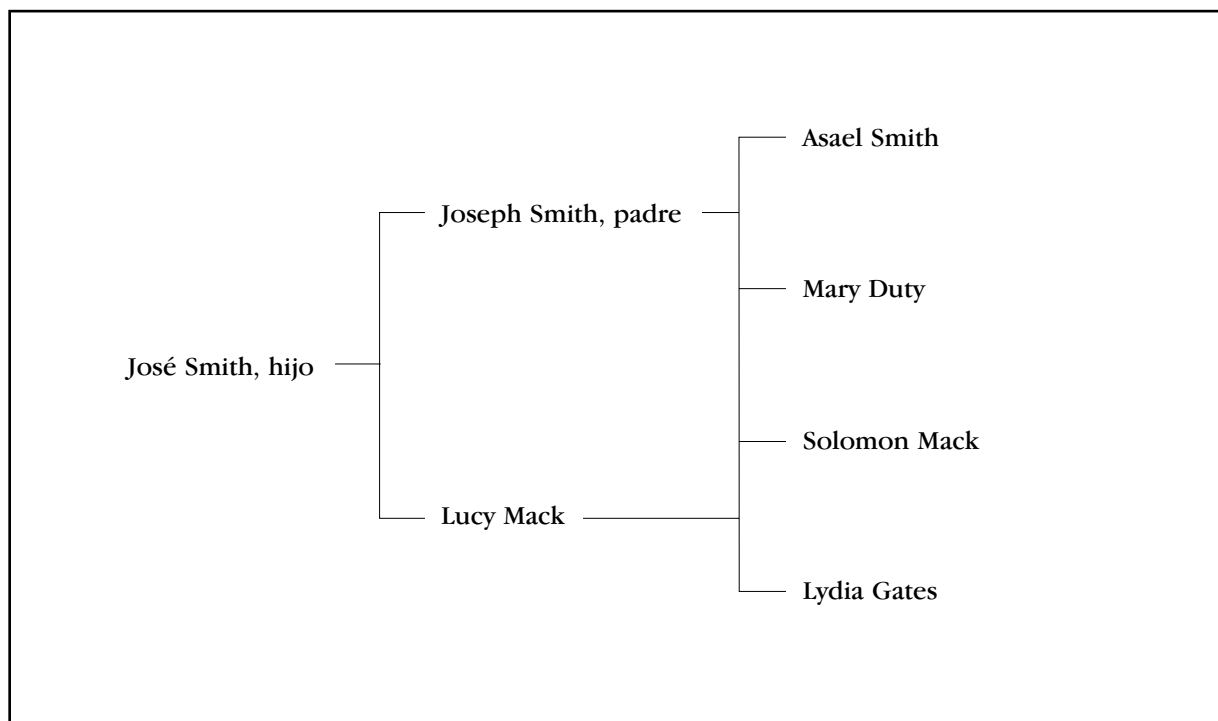 Asael Smith
Joseph Smith, padre
Mary Duty
José Smith, hijo
Solomon Mack
Lucy Mack
Lydia Gates